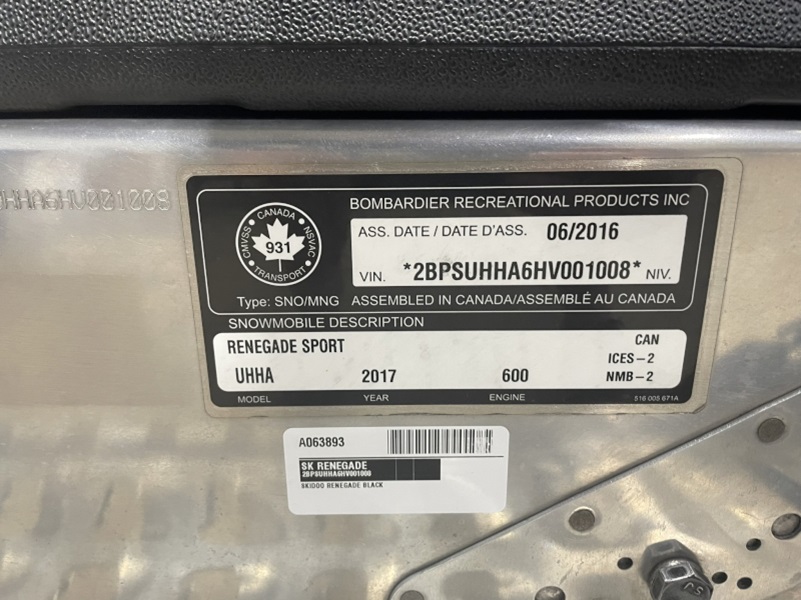 HHA6HV001008
BOMBARDIER RECREATIONAL PRODUCTS INC
CANADA
CMVSS
931
NSVAC
TRANSPORT
ASS. DATE / DATE D'ASS. 06/2016
VIN. *2BPSUHHA6HV001008* NIV.
Type: SNO/MNG ASSEMBLED IN CANADA/ASSEMBLÉ AU CANADA
SNOWMOBILE DESCRIPTION
RENEGADE SPORT CAN
ICES-2
UHHA 2017 600 NMB-2
MODEL YEAR ENGINE 516 005 671A
A063893
SK RENEGADE
2BPSUHHA6HV001008
SKIDOO RENEGADE BLACK